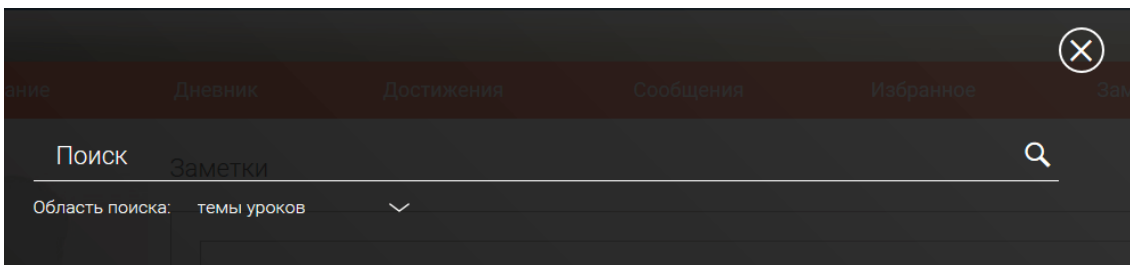 ание Дневник Достижения Сообщения Избранное Зам
Поиск
Заметки
Область поиска: темы уроков